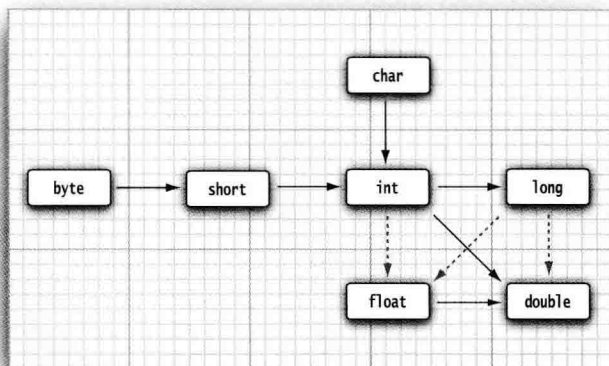 char
byte
short
int
long
float
double